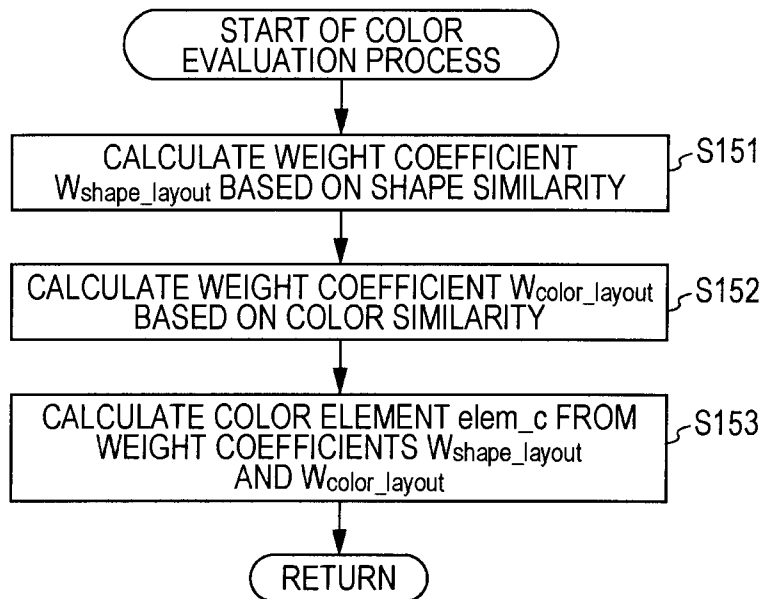 START OF COLOR
EVALUATION PROCESS
CALCULATE WEIGHT COEFFICIENT
Wshape_layout BASED ON SHAPE SIMILARITY
S151
CALCULATE WEIGHT COEFFICIENT Wcolor_layout
BASED ON COLOR SIMILARITY
S152
CALCULATE COLOR ELEMENT elem_c FROM
WEIGHT COEFFICIENTS Wshape_layout
AND Wcolor_layout
S153
RETURN